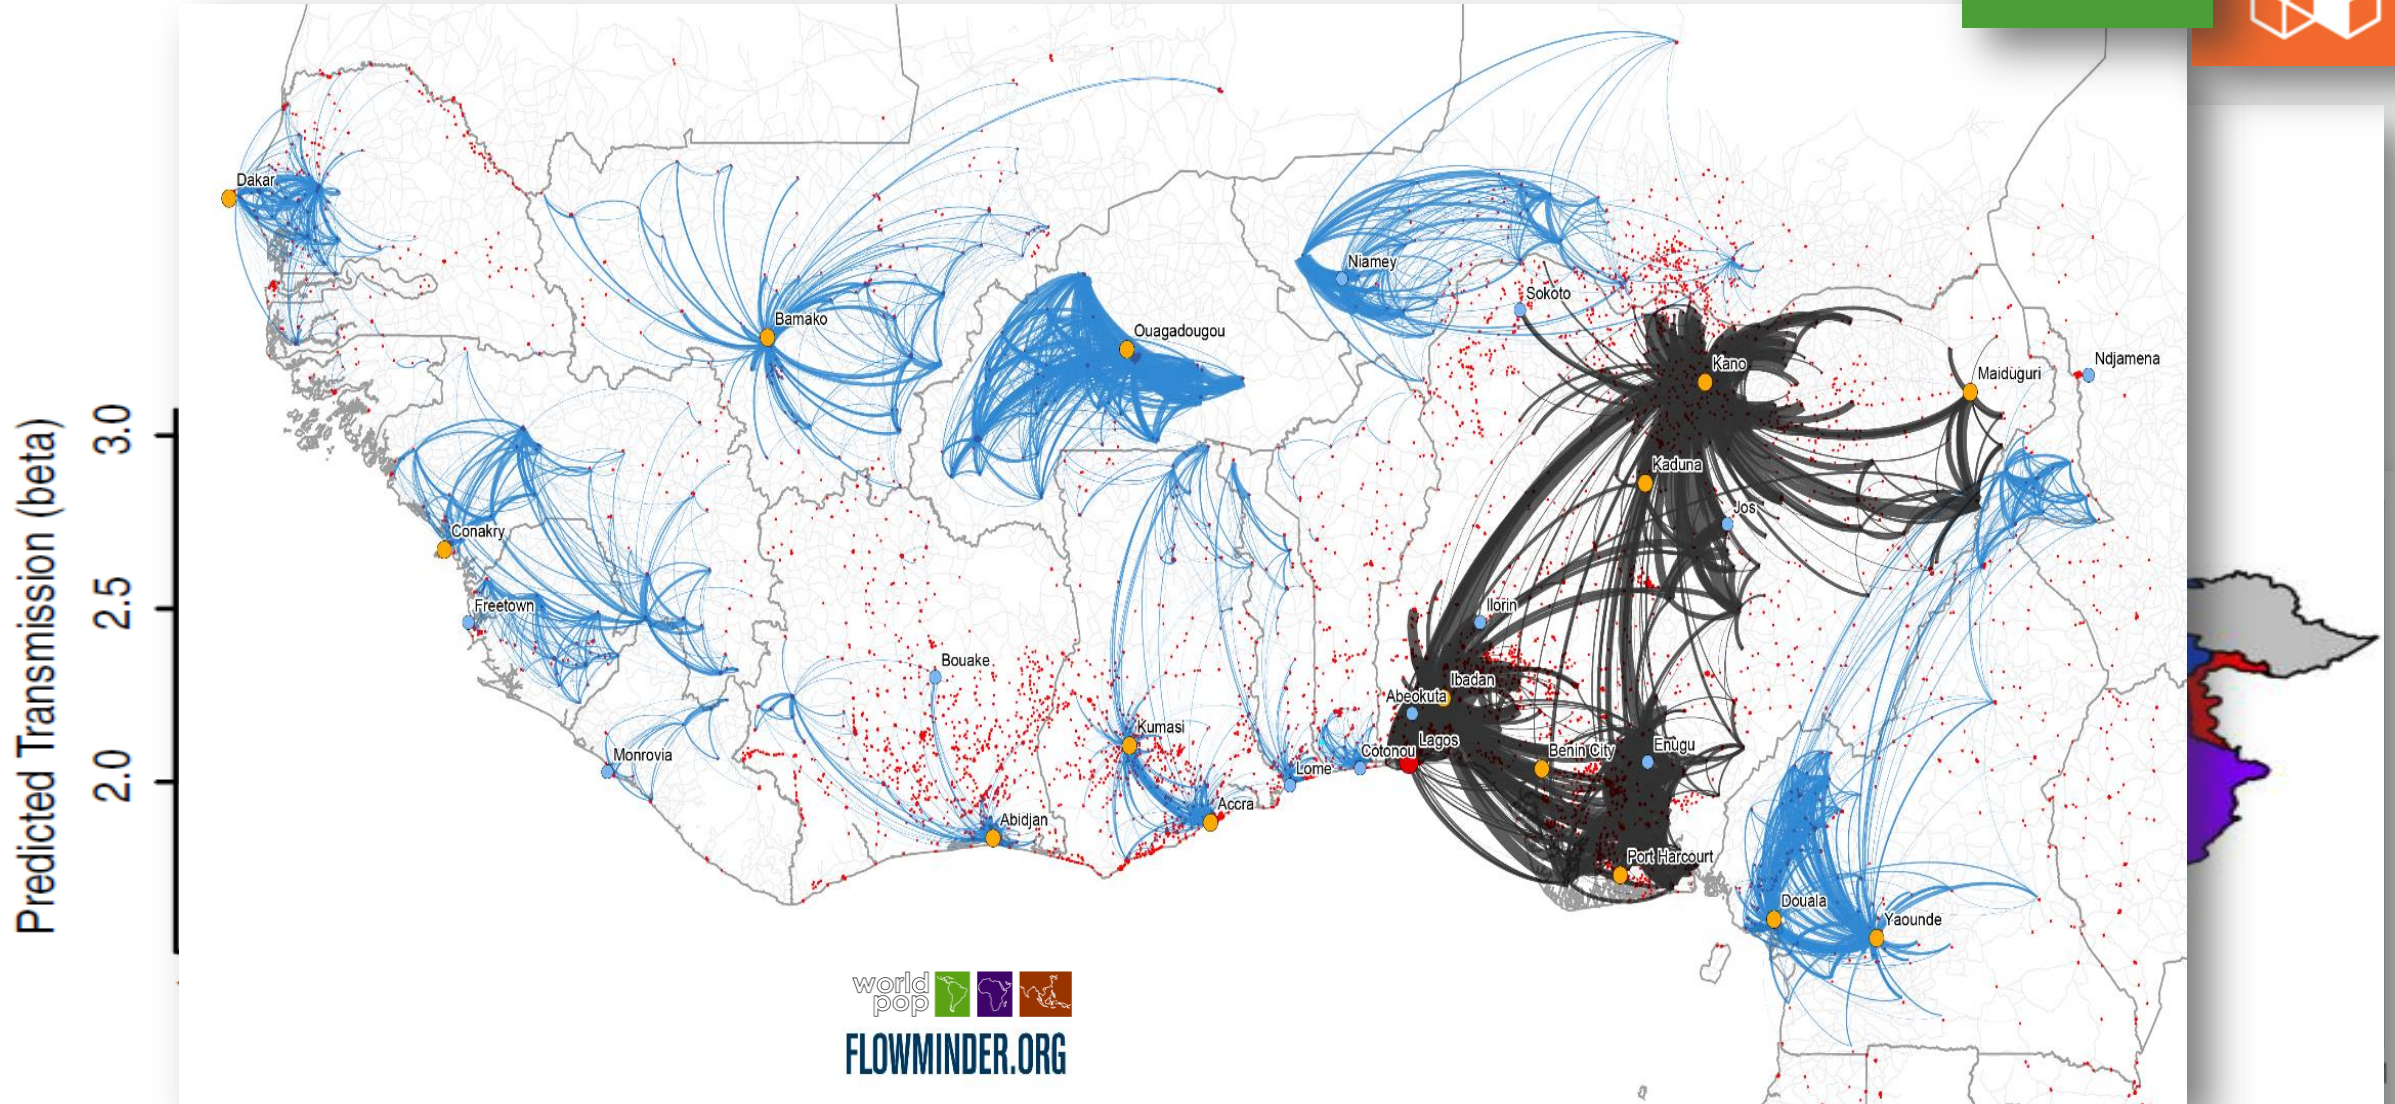 Predicted Transmission (beta)
3.0
2.5
2.0
Dakar
Bamako
Niamey
Sokoto
Ouagadougou
Kano
Maiduguri
Ndjamena
Kaduna
Jos
Conakry
Freetown
Ilorin
Bouake
Ibadan
Abeokuta
Kumasi
Lagos
Cotonou
Benin City
Enugu
Monrovia
Lome
Accra
Abidjan
Port Harcourt
Douala
Yaounde
world
pop
FLOWMINDER.ORG